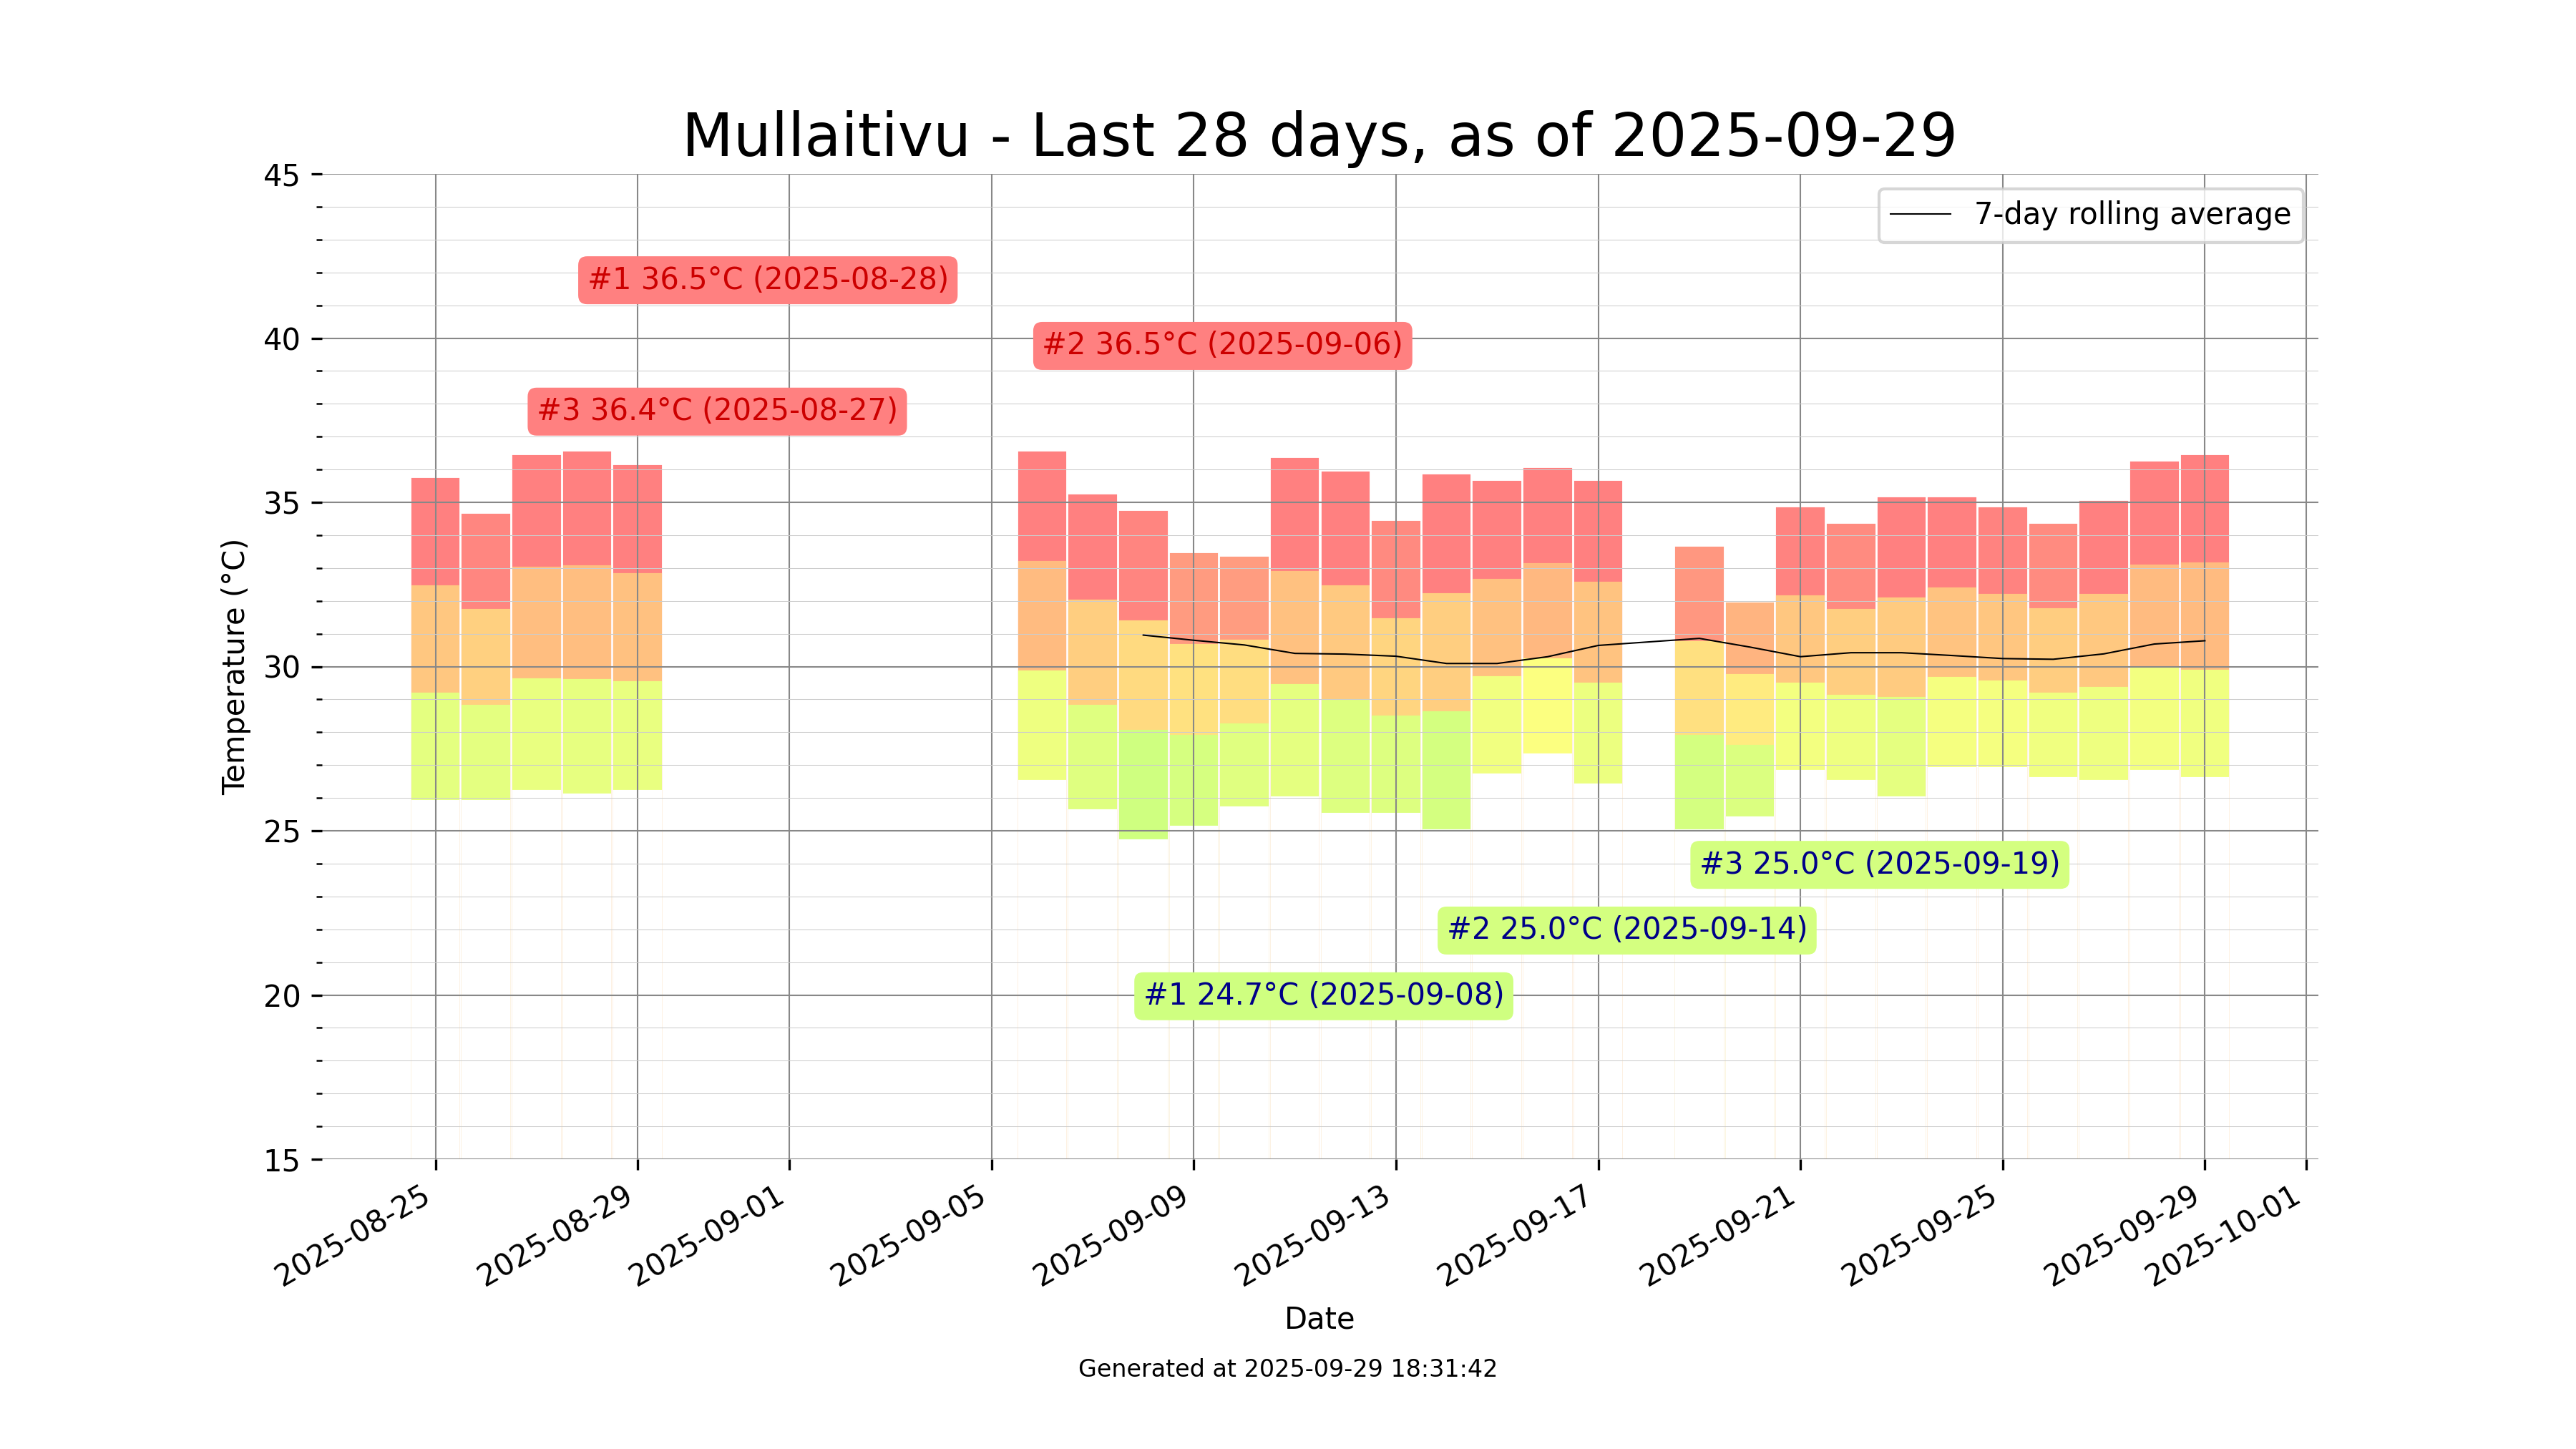 Mullaitivu - Last 28 days, as of 2025-09-29
45
7-day rolling average
#1 36.5°C (2025-08-28)
#2 36.5°C (2025-09-06)
40
#3 36.4°C (2025-08-27)
35
Temperature (°C)
30
25
#3 25.0°C (2025-09-19)
#2 25.0°C (2025-09-14)
#1 24.7°C (2025-09-08)
20
15
2025-08-25
2025-08-29
2025-09-01
2025-09-05
2025-09-09
2025-09-13
2025-09-17
2025-09-21
2025-09-25
2025-09-29
2025-10-01
Date
Generated at 2025-09-29 18:31:42